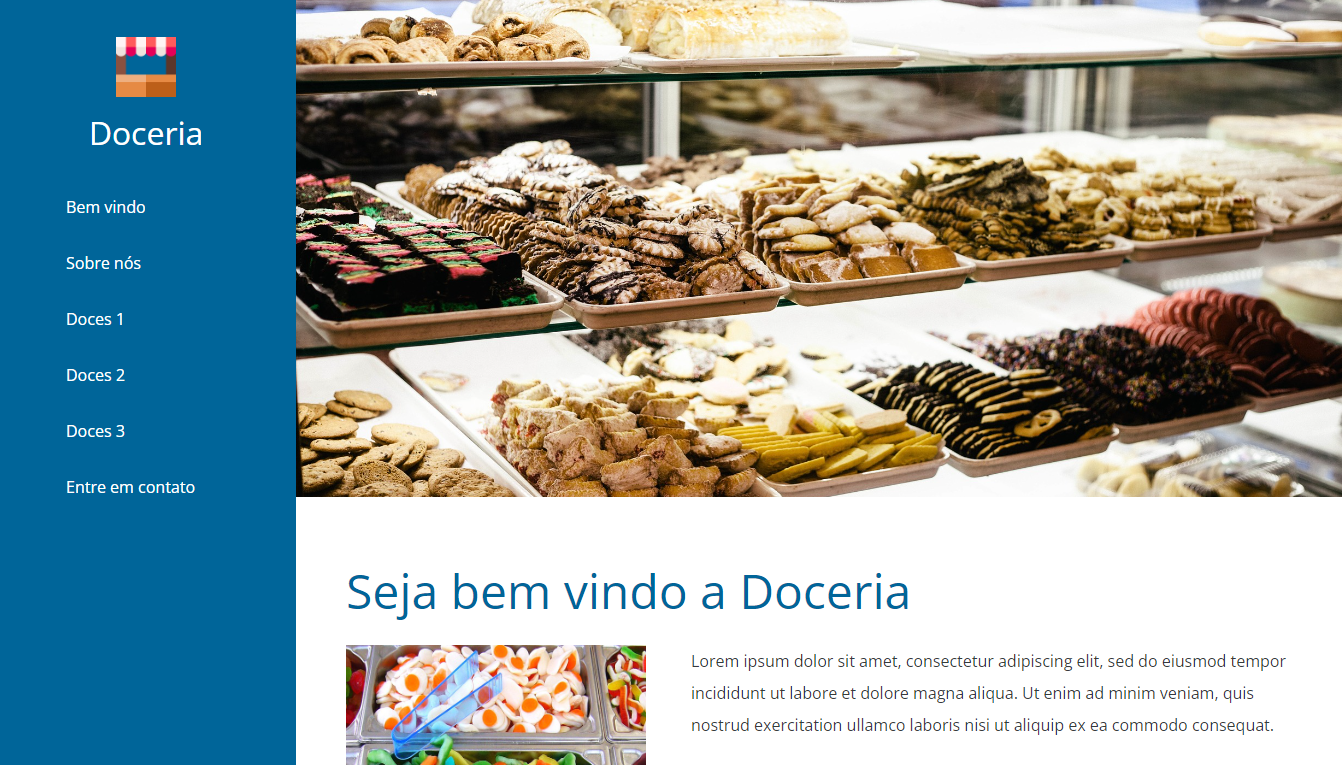 Doceria
Bem vindo
Sobre nós
Doces 1
Doces 2
Doces 3
Entre em contato
Seja bem vindo a Doceria
Lorem ipsum dolor sit amet, consectetur adipiscing elit, sed do eiusmod tempor
incididunt ut labore et dolore magna aliqua. Ut enim ad minim veniam, quis
nostrud exercitation ullamco laboris nisi ut aliquip ex ea commodo consequat.